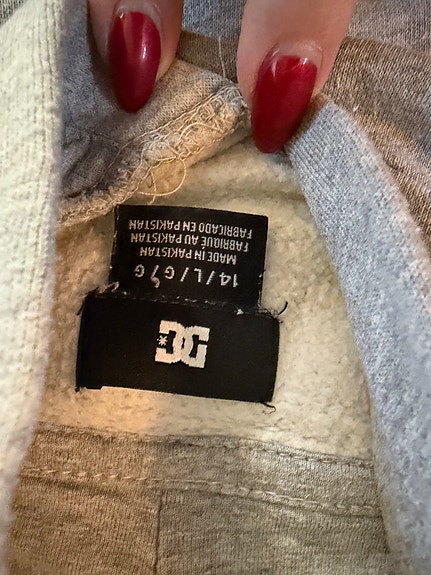 DC
14 / L / G / G
MADE IN PAKISTAN
FABRIQUÉ AU PAKISTAN
FABRICADO EN PAKISTAN